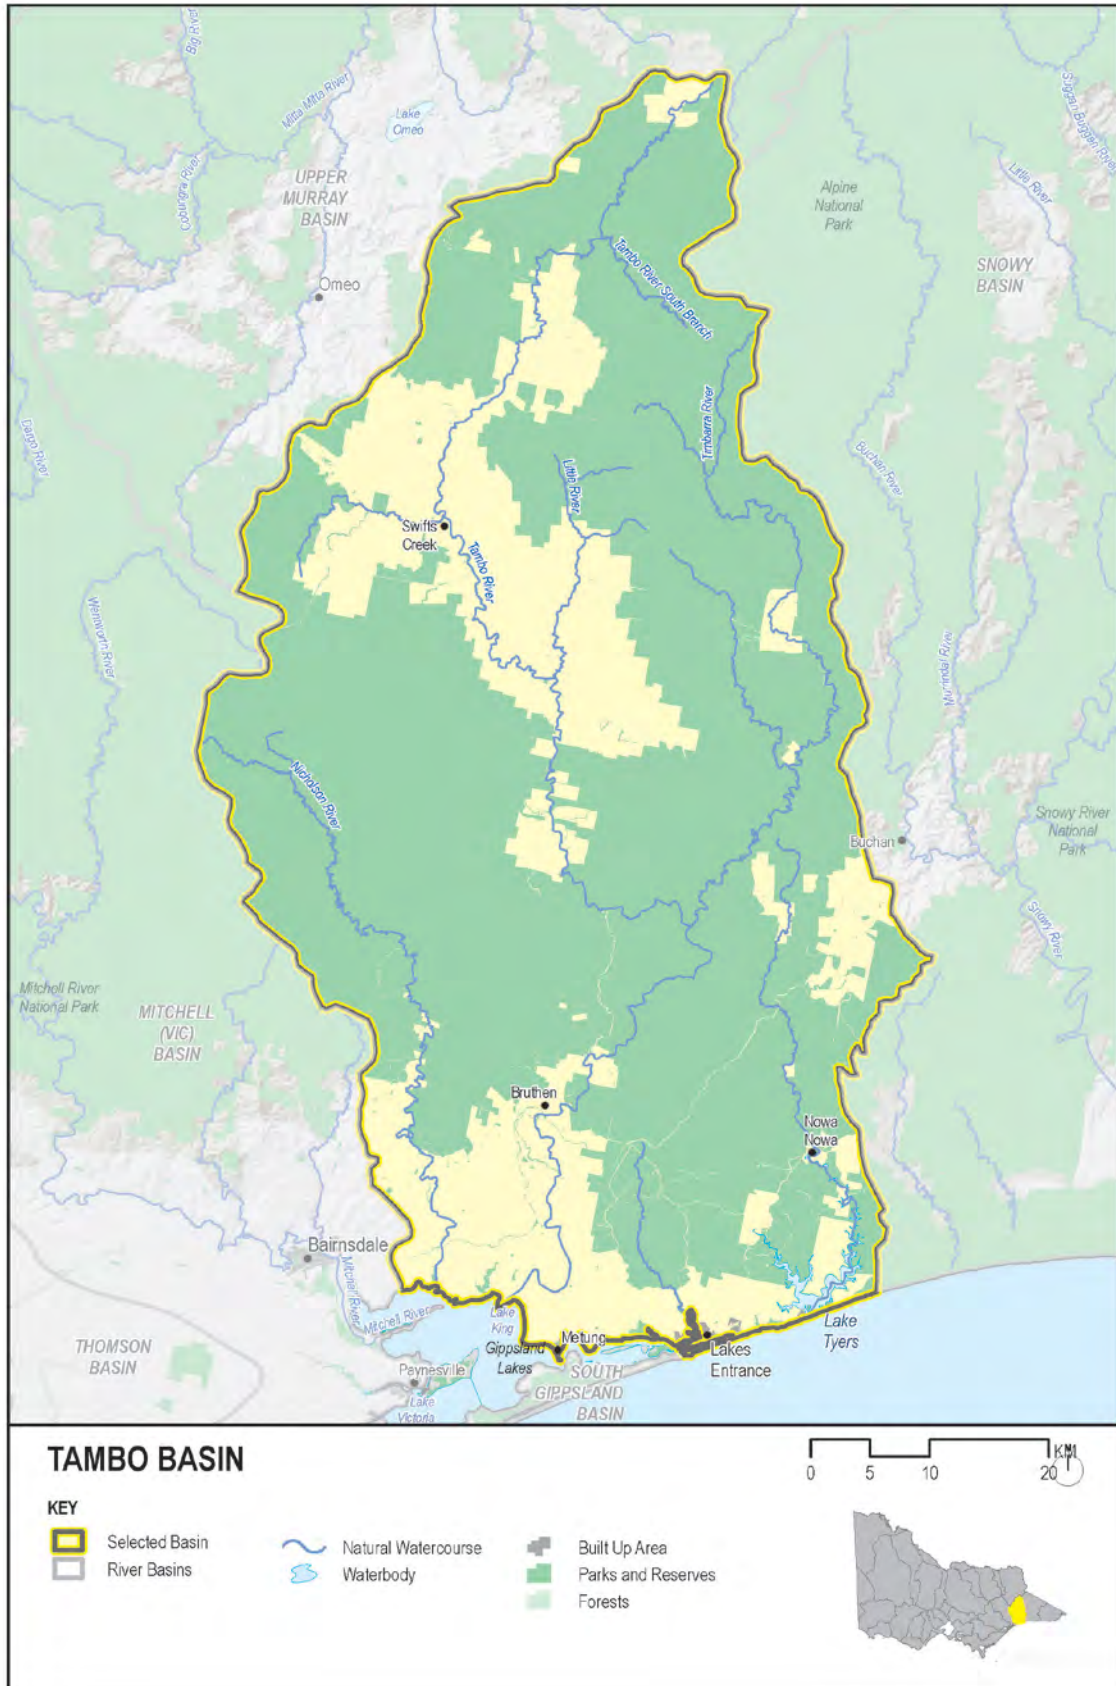 Big River
Mitta Mitta River
Lake
Omeo
Cobungra River
UPPER
MURRAY
BASIN
Omeo
Suggan Buggan River
Little River
Alpine
National
Park
SNOWY
BASIN
Tambo River South Branch
Timbarra River
Dargo River
Little River
Buchan River
Swifts
Creek
Tambo River
Wentworth River
Murrindal River
Nicholson River
Buchan
Snowy River
National
Park
Snowy River
Mitchell River
National Park
MITCHELL
(VIC)
BASIN
Bruthen
Nowa
Nowa
Bairnsdale
Mitchell River
Mitchell River
Lake
King
Gippsland
Lakes
Metung
Lakes
Entrance
Lake
Tyers
THOMSON
BASIN
Paynesville
Lake
Victoria
SOUTH
GIPPSLAND
BASIN
TAMBO BASIN
KM
0 5 10 20
KEY
Selected Basin
River Basins
Natural Watercourse
Waterbody
Built Up Area
Parks and Reserves
Forests